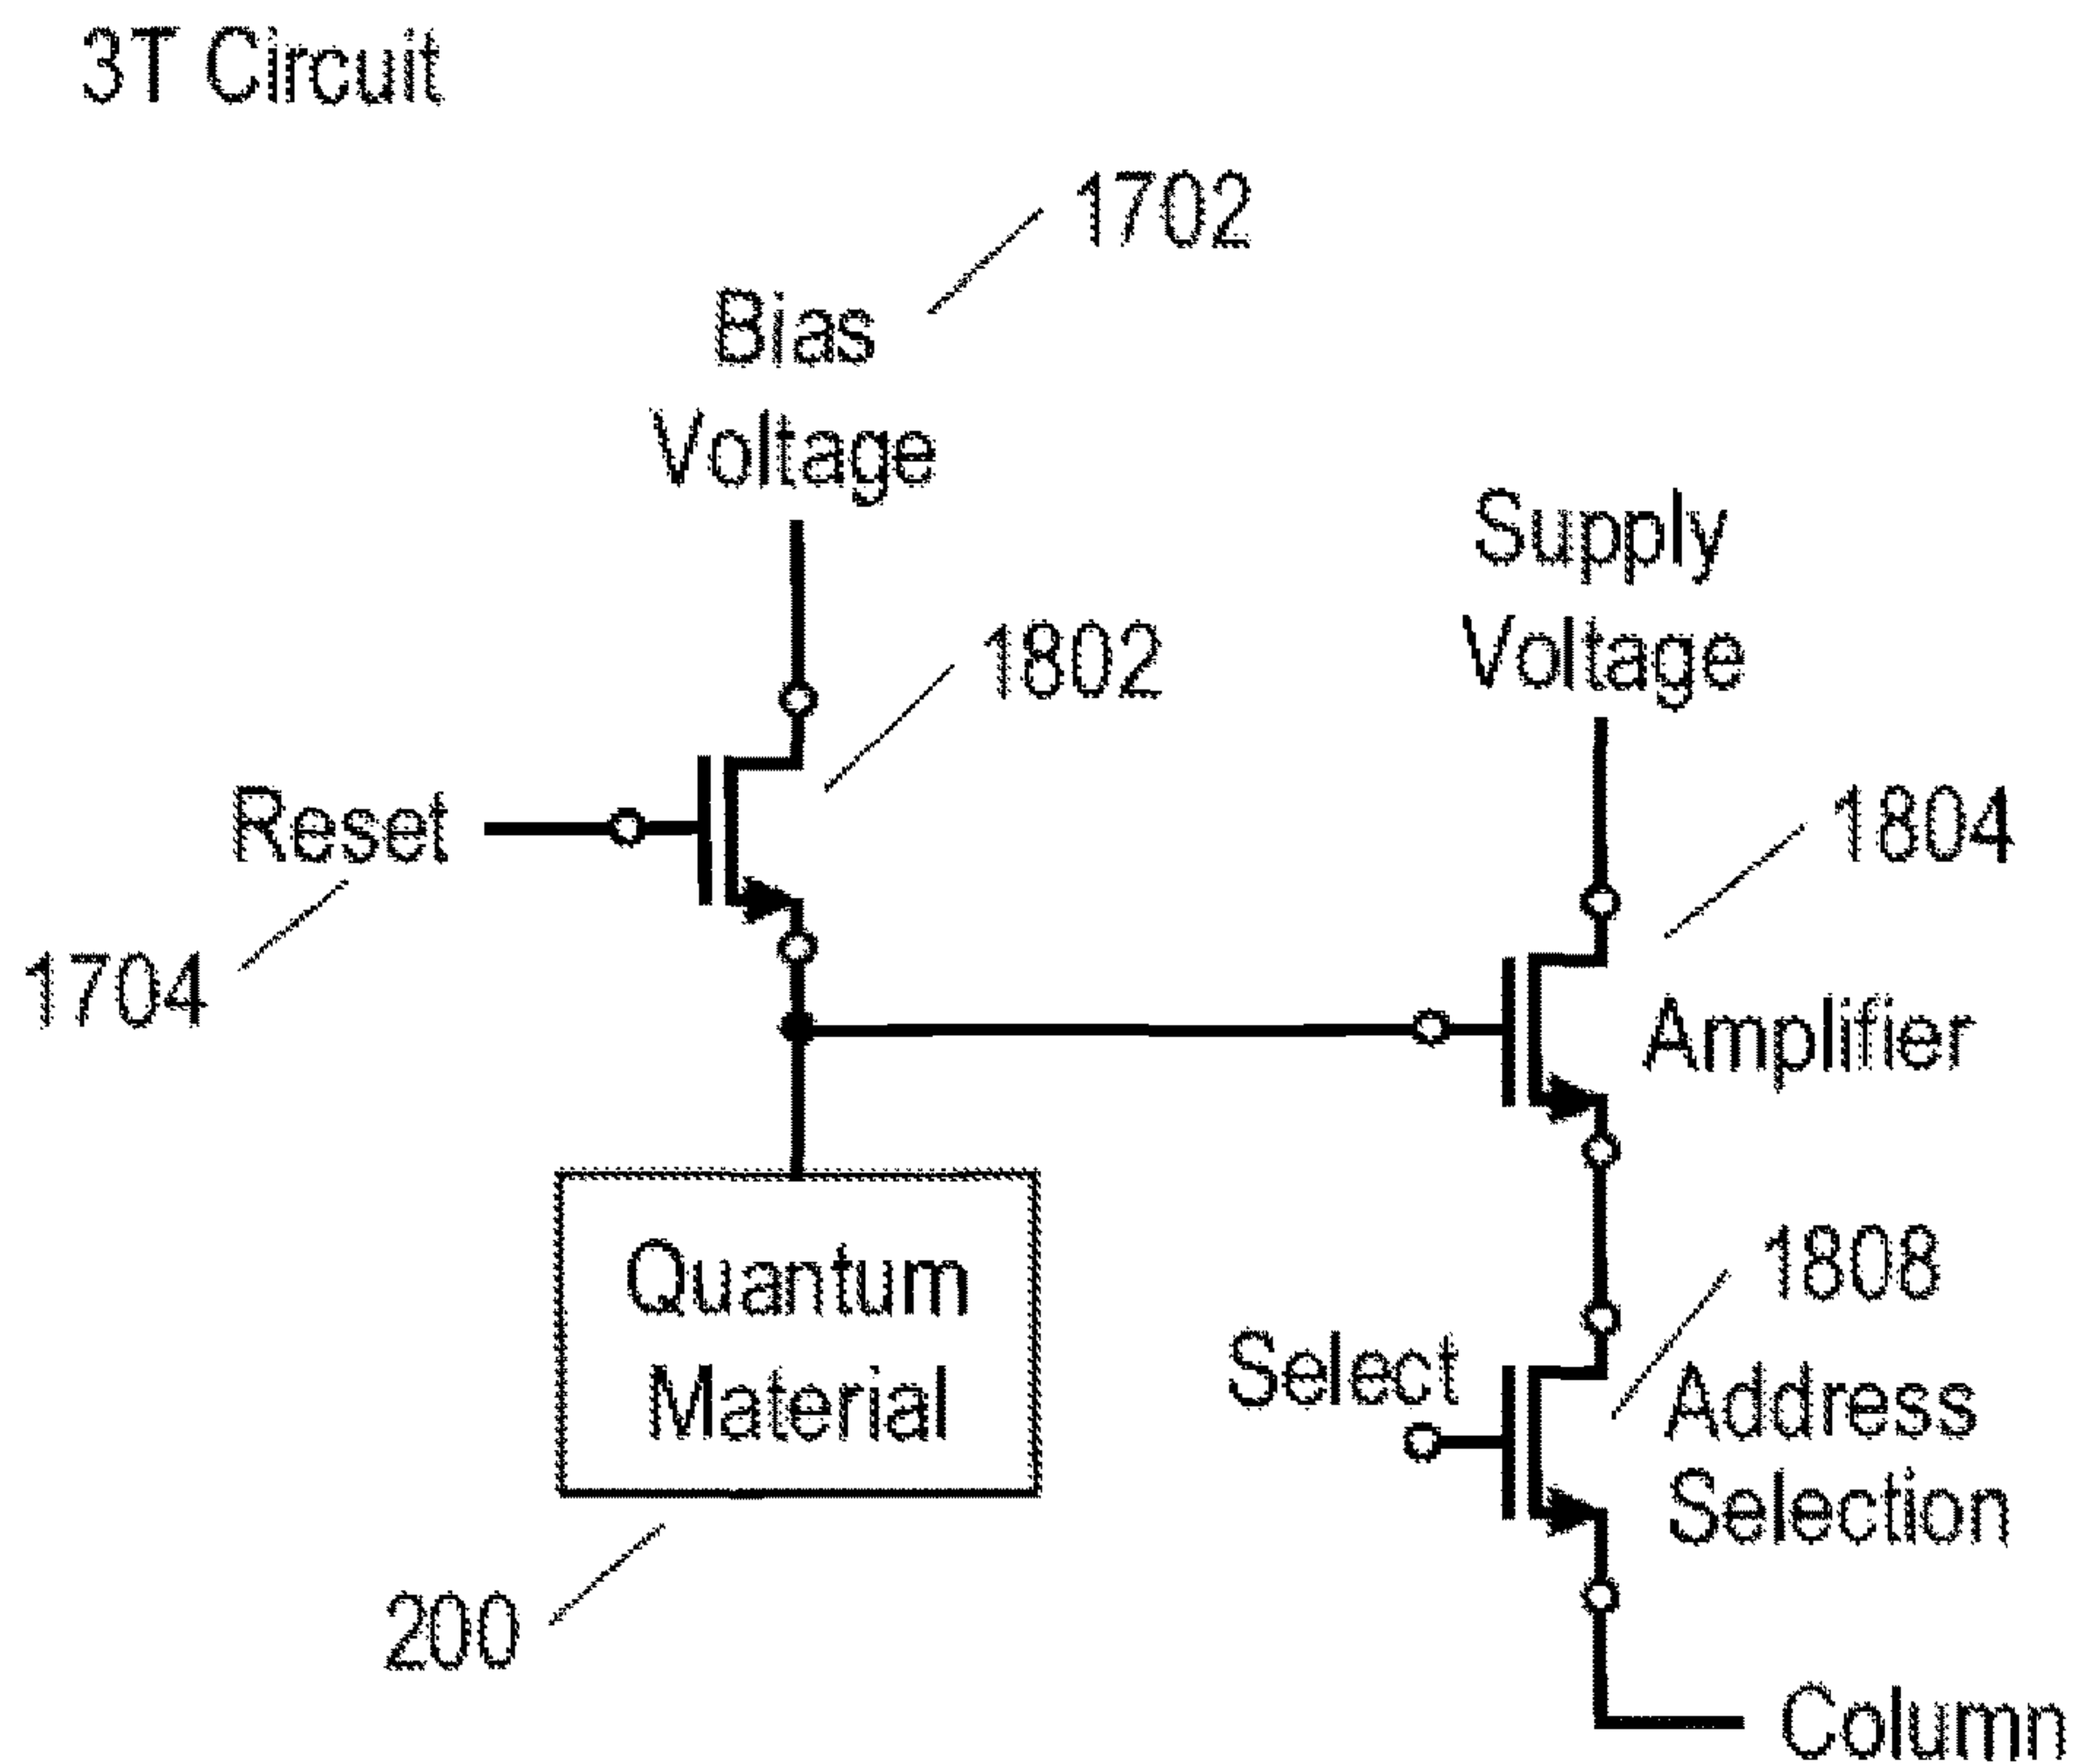 3T Circuit
1702
Bias
Voltage
Supply
Voltage
1802
Reset
1804
1704
Amplifier
Quantum
Material
1808
Select
Address
Selection
200
Column